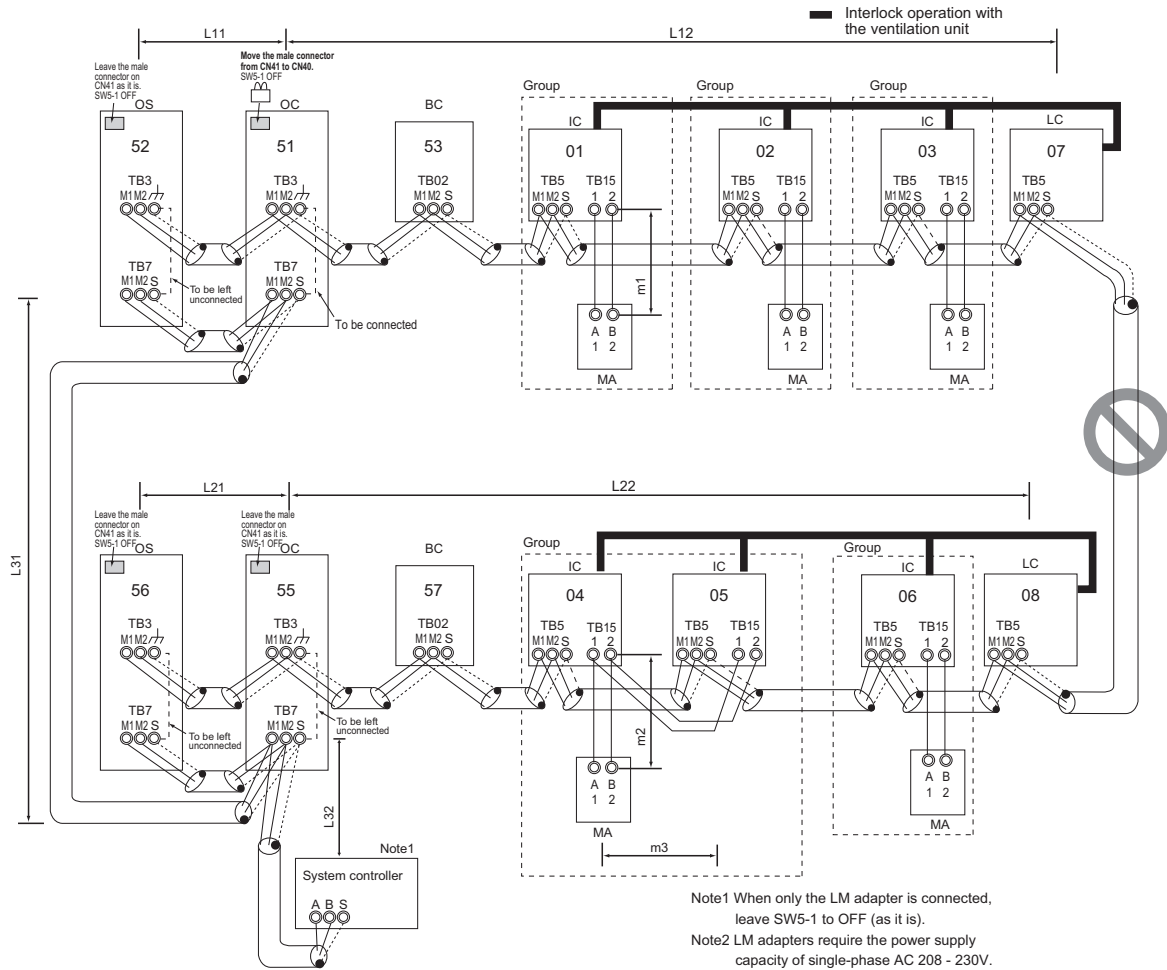 Interlock operation with
the ventilation unit
L11
L12
Leave the male
connector on
CN41 as it is.
SW5-1 OFF
Move the male connector
from CN41 to CN40.
SW5-1 OFF
Group
Group
Group
OS
OC
BC
IC
IC
IC
LC
52
51
53
01
02
03
07
TB3
TB3
TB02
TB5
TB15
TB5
TB15
TB5
TB15
TB5
M1 M2
M1 M2
M1 M2 S
M1 M2 S
1
2
M1 M2 S
1
2
M1 M2 S
1
2
M1 M2 S
TB7
TB7
M1 M2 S
M1 M2 S
To be left
unconnected
To be connected
m1
A
B
1
2
MA
A
B
1
2
MA
A
B
1
2
MA
L31
L21
L22
Leave the male
connector on
CN41 as it is.
SW5-1 OFF
Leave the male
connector on
CN41 as it is.
SW5-1 OFF
Group
Group
OS
OC
BC
IC
IC
IC
LC
56
55
57
04
05
06
08
TB3
TB3
TB02
TB5
TB15
TB5
TB15
TB5
TB15
TB5
M1 M2
M1 M2
M1 M2 S
M1 M2 S
1
2
M1 M2 S
1
2
M1 M2 S
1
2
M1 M2 S
TB7
TB7
M1 M2 S
M1 M2 S
To be left
unconnected
To be left
unconnected
m2
A
B
1
2
MA
A
B
1
2
MA
m3
L32
Note1
System controller
A B S
Note1 When only the LM adapter is connected,
leave SW5-1 to OFF (as it is).
Note2 LM adapters require the power supply
capacity of single-phase AC 208 - 230V.